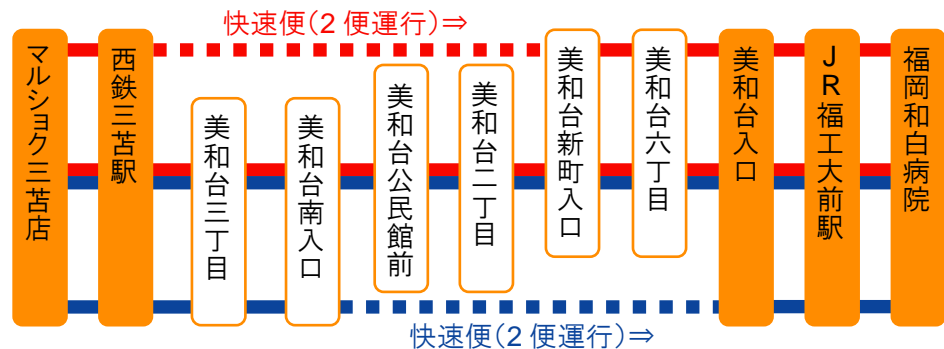 快速便(2便運行)⇒
マルショク三苫店
西鉄三苫駅
美和台三丁目
美和台南入口
美和台公民館前
美和台二丁目
美和台新町入口
美和台六丁目
美和台入口
JR福工大前駅
福岡和白病院
快速便(2便運行)⇒